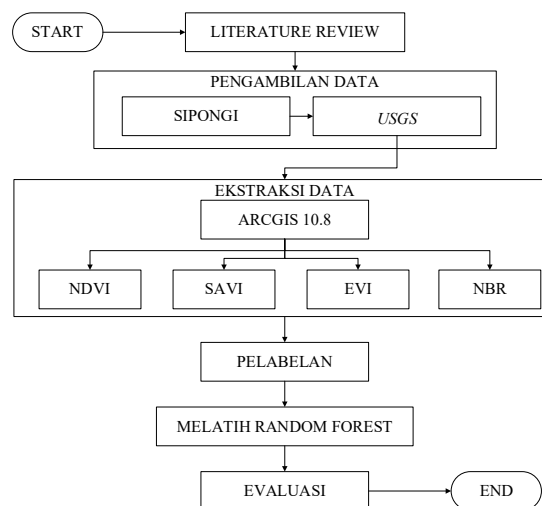 START
LITERATURE REVIEW
PENGAMBILAN DATA
SIPONGI
USGS
EKSTRAKSI DATA
ARCGIS 10.8
NDVI
SAVI
EVI
NBR
PELABELAN
MELATIH RANDOM FOREST
EVALUASI
END